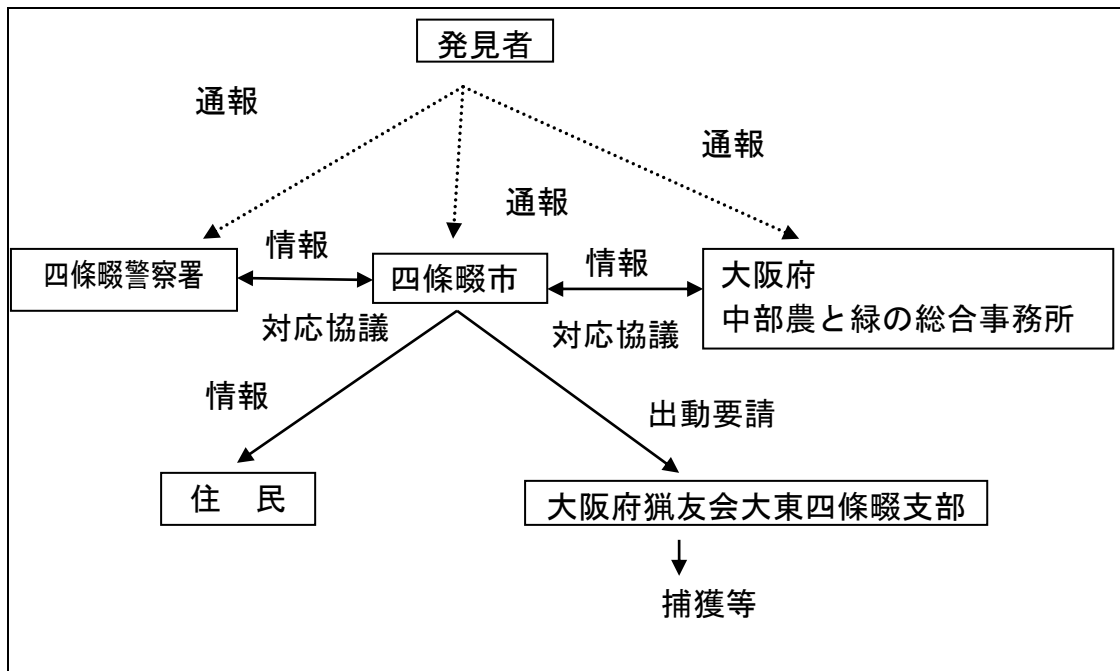 発見者
通報
通報
通報
四條畷警察署
情報
対応協議
四條畷市
情報
対応協議
大阪府
中部農と緑の総合事務所
情報
出動要請
住　民
大阪府猟友会大東四條畷支部
捕獲等